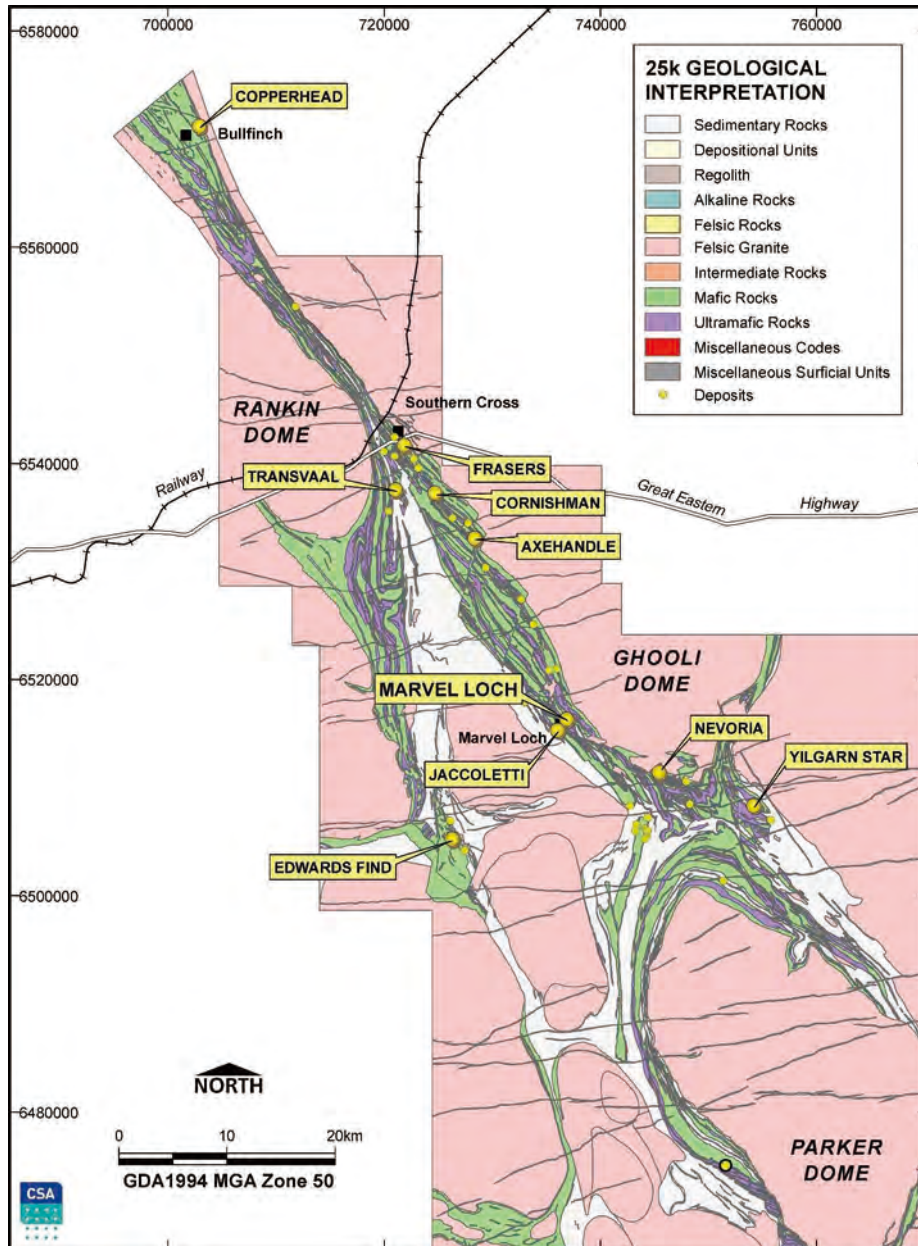 700000
720000
740000
760000
6580000
25k GEOLOGICAL
INTERPRETATION
Sedimentary Rocks
Depositional Units
Regolith
Alkaline Rocks
Felsic Rocks
Felsic Granite
Intermediate Rocks
Mafic Rocks
Ultramafic Rocks
Miscellaneous Codes
Miscellaneous Surficial Units
Deposits
COPPERHEAD
Bullfinch
6560000
RANKIN
DOME
Southern Cross
6540000
FRASERS
TRANSVAAL
Railway
CORNISHMAN
Great Eastern
Highway
AXEHANDLE
6520000
GHOOLI
DOME
MARVEL LOCH
Marvel Loch
NEVORIA
YILGARN STAR
JACCOLETTI
EDWARDS FIND
6500000
NORTH
6480000
0
10
20km
GDA1994 MGA Zone 50
PARKER
DOME
CSA